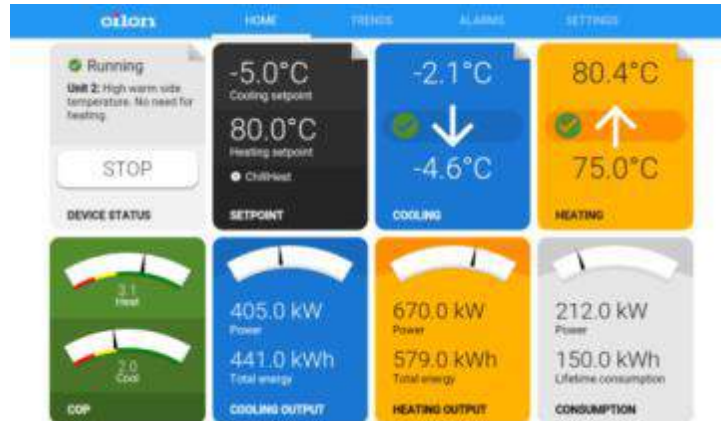 oilon
HOME
TRENDS
ALARMS
SETTINGS
Running
Unit 2: High warm side
temperature. No need for
heating.
STOP
DEVICE STATUS
-5.0°C
Cooling setpoint
80.0°C
Heating setpoint
ChillHeat
SETPOINT
-2.1°C
-4.6°C
COOLING
80.4°C
75.0°C
HEATING
3.1
Heat
2.0
Cool
COP
405.0 kW
Power
441.0 kWh
Total energy
COOLING OUTPUT
670.0 kW
Power
579.0 kWh
Total energy
HEATING OUTPUT
212.0 kW
Power
150.0 kWh
Lifetime consumption
CONSUMPTION